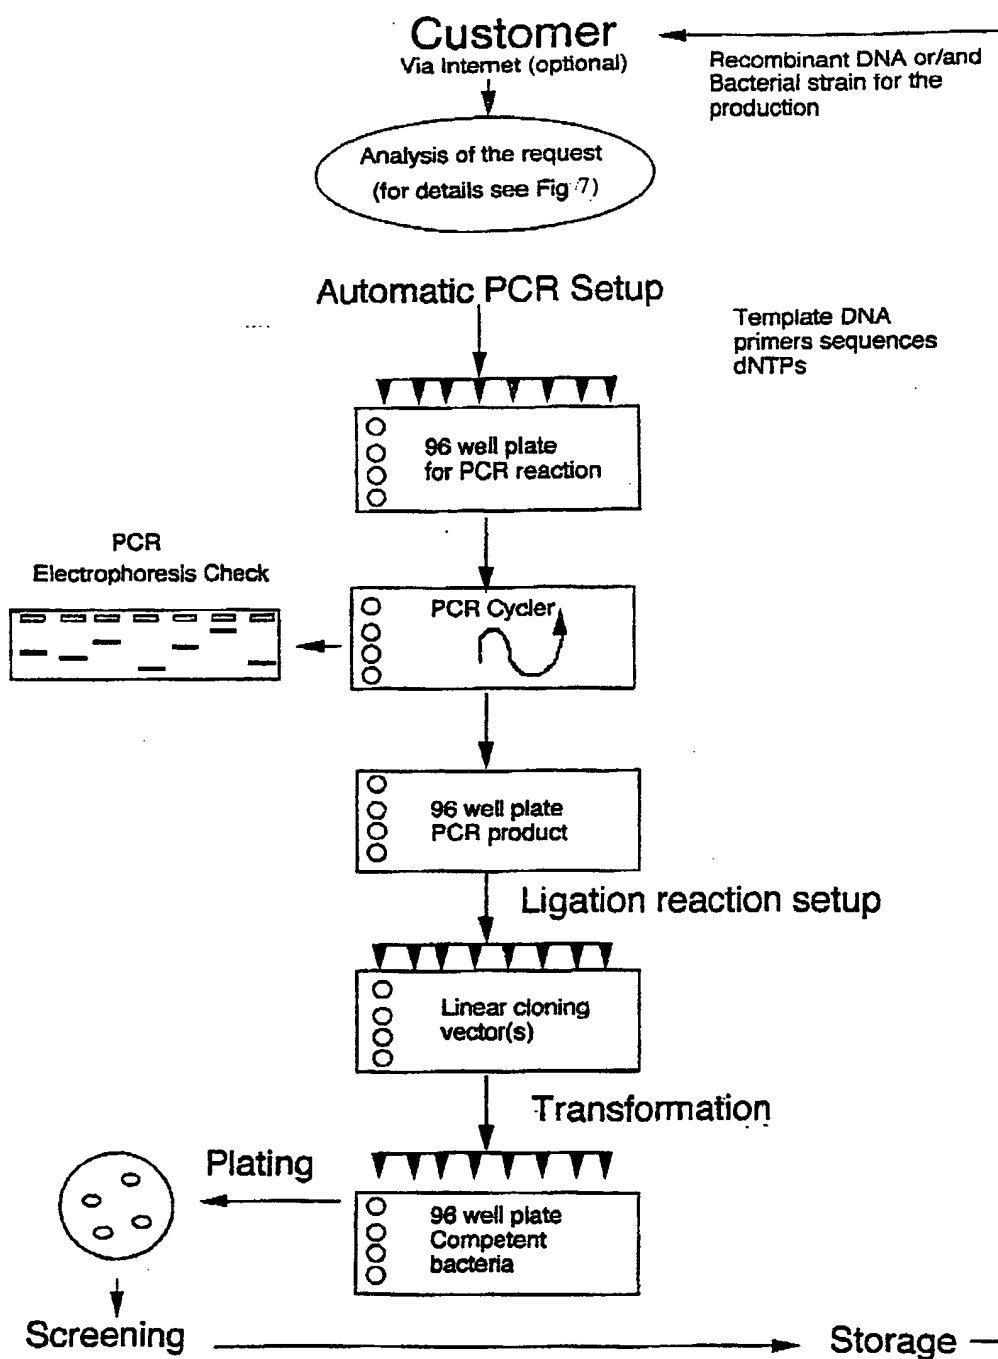 Customer
Via Internet (optional)
Recombinant DNA or/and
Bacterial strain for the
production
Analysis of the request
(for details see Fig 7)
Automatic PCR Setup
Template DNA
primers sequences
dNTPs
96 well plate
for PCR reaction
PCR
Electrophoresis Check
PCR Cycler
96 well plate
PCR product
Ligation reaction setup
Linear cloning
vector(s)
Transformation
Plating
96 well plate
Competent
bacteria
Screening
Storage